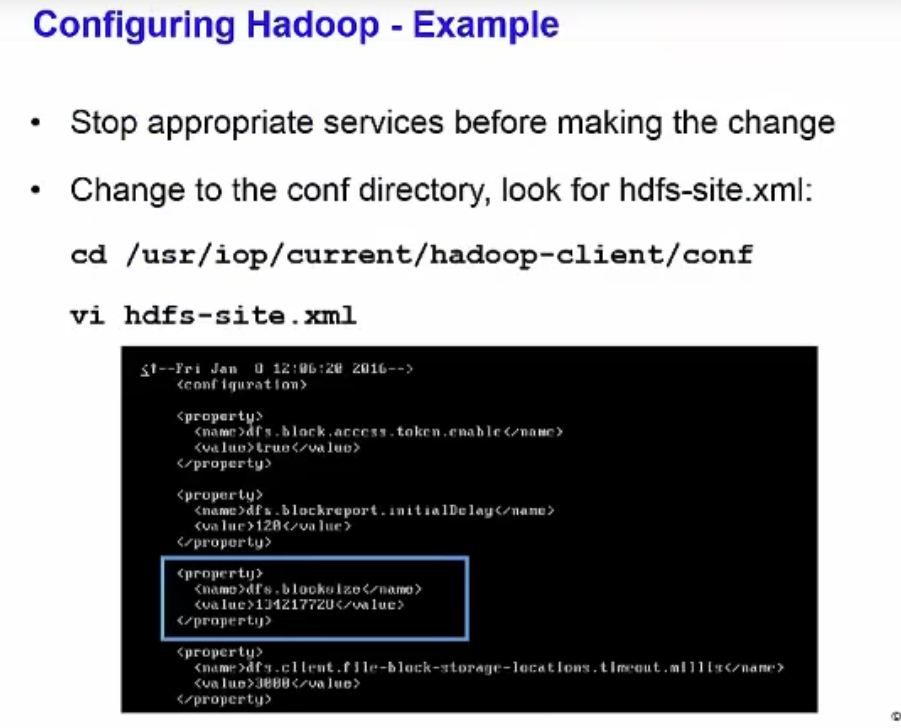 Configuring Hadoop - Example
• Stop appropriate services before making the change
• Change to the conf directory, look for hdfs-site.xml:
cd /usr/iop/current/hadoop-client/conf
vi hdfs-site.xml
<!--Fri Jan 8 12:06:20 2016-->
<configuration>
<property>
<name>dfs.block.access.token.enable</name>
<value>true</value>
</property>
<property>
<name>dfs.blockreport.initialDelay</name>
<value>120</value>
</property>
<property>
<name>dfs.blocksize</name>
<value>134217728</value>
</property>
<property>
<name>dfs.client.file-block-storage-locations.timeout.millis</name>
<value>3000</value>
</property>
©